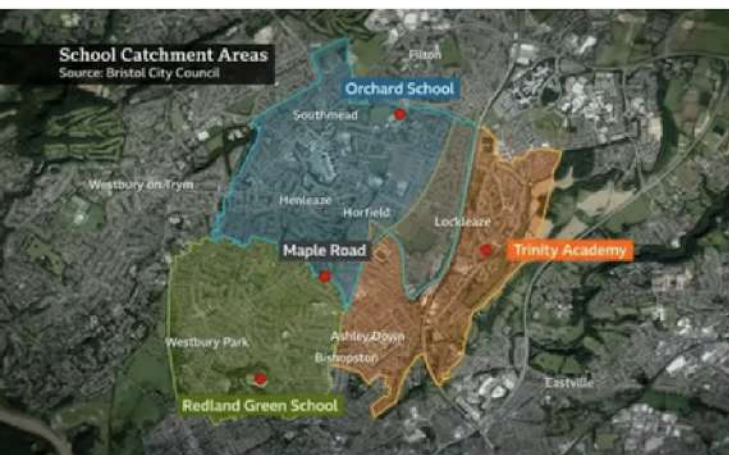 School Catchment Areas
Source: Bristol City Council
Filton
Orchard School
Southmead
Westbury on Trym
Henleaze
Horfield
Lockleaze
Maple Road
Trinity Academy
Westbury Park
Ashley Down
Bishopston
Eastville
Redland Green School